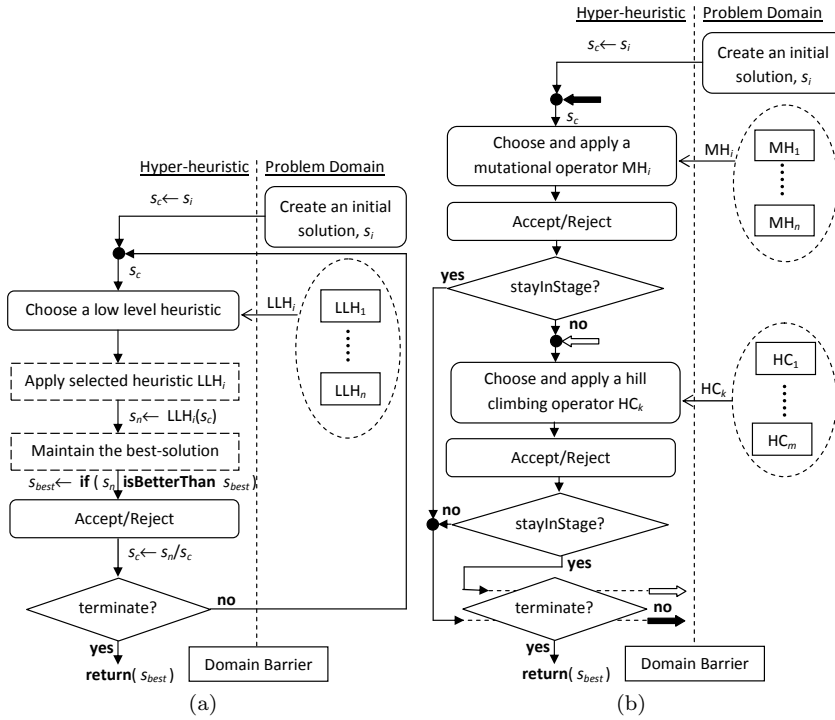 Hyper-heuristic Problem Domain
s_c← s_i
Create an initial
solution, s_i
s_c
Choose a low level heuristic
LLH_i
LLH_1
LLH_n
Apply selected heuristic LLH_i
s_n← LLH_i(s_c)
Maintain the best-solution
s_best← if ( s_n isBetterThan s_best )
Accept/Reject
s_c← s_n/s_c
terminate?
no
yes
return( s_best )
Domain Barrier
(a)
Hyper-heuristic Problem Domain
s_c← s_i
Create an initial
solution, s_i
s_c
Choose and apply a
mutational operator MH_i
MH_i
MH_1
MH_n
Accept/Reject
yes
stayInStage?
no
Choose and apply a hill
climbing operator HC_k
HC_k
HC_1
HC_m
Accept/Reject
no
stayInStage?
yes
terminate?
no
yes
return( s_best )
Domain Barrier
(b)